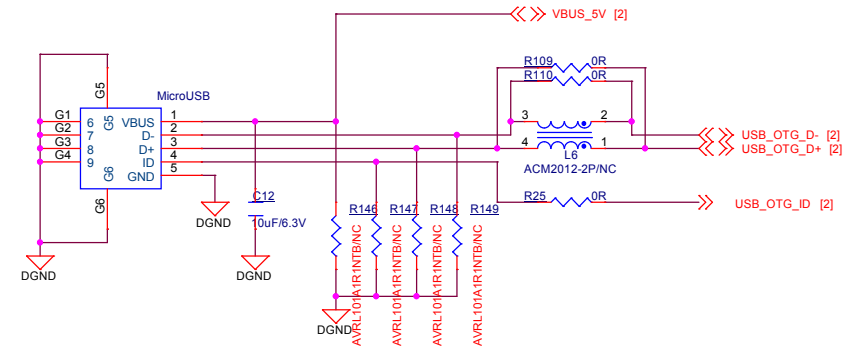 VBUS_5V [2]
R109 0R
R110 0R
G5
MicroUSB
G1 6 G5 VBUS 1
G2 7 D- 2
G3 8 D+ 3
G4 9 ID 4
G6 GND 5
G6
3 2
4 1
L6
ACM2012-2P/NC
USB_OTG_D- [2]
USB_OTG_D+ [2]
R25 0R
USB_OTG_ID [2]
C12
10uF/6.3V
R146
R147
R148
R149
AVRL101A1R1NTB/NC
AVRL101A1R1NTB/NC
AVRL101A1R1NTB/NC
AVRL101A1R1NTB/NC
DGND
DGND
DGND
DGND